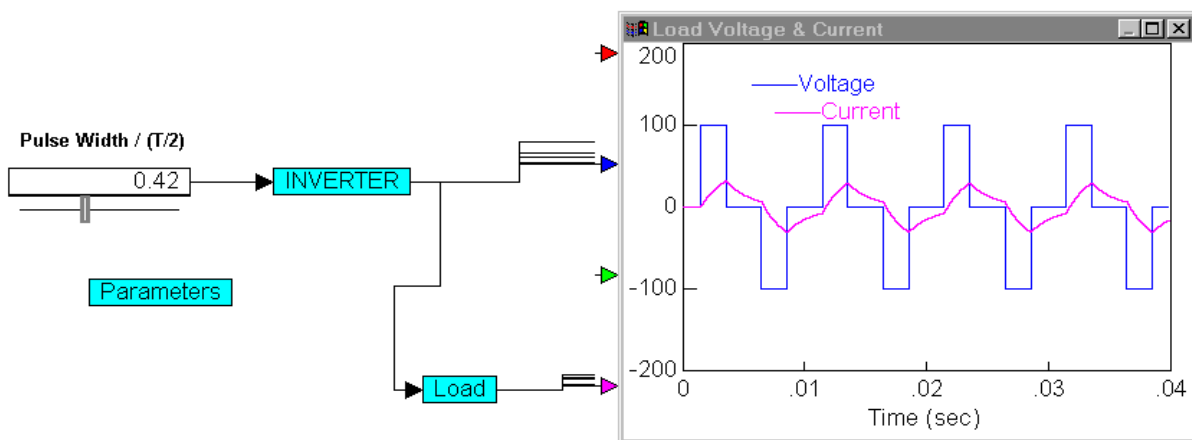 Pulse Width / (T/2)
0.42
INVERTER
Parameters
Load
Load Voltage & Current
200
Voltage
Current
100
0
-100
-200
0 .01 .02 .03 .04
Time (sec)